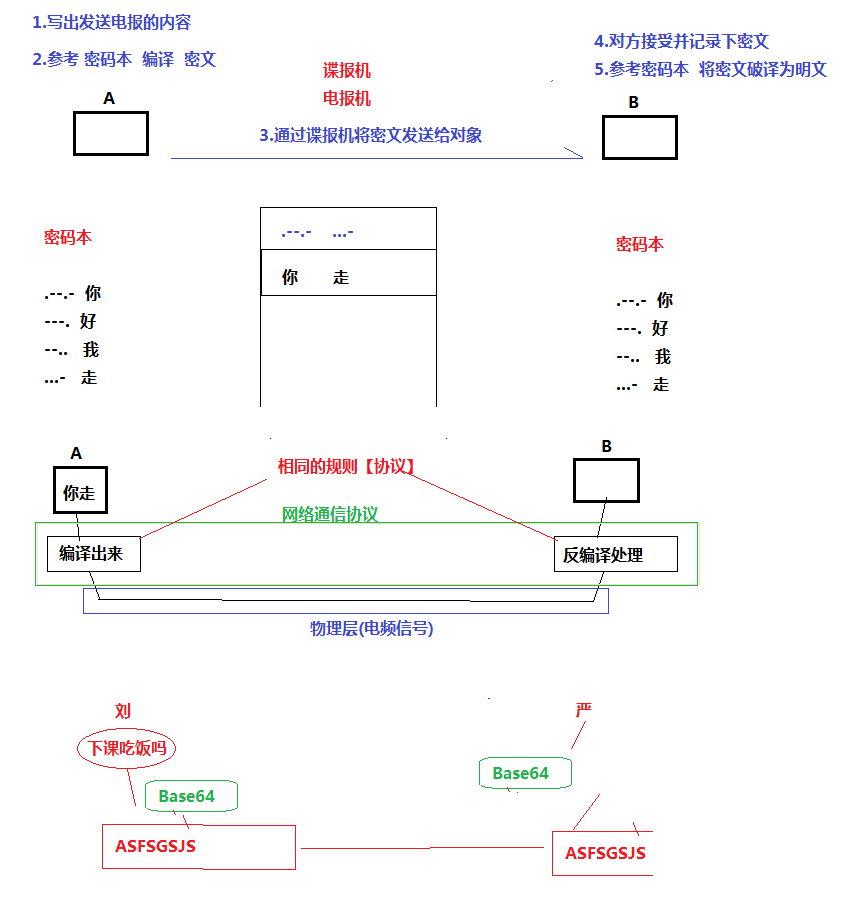 1.写出发送电报的内容
2.参考 密码本 编译 密文
A
谍报机
电报机
3.通过谍报机将密文发送给对象
4.对方接受并记录下密文
5.参考密码本 将密文破译为明文
B
密码本
.--.- 你
---. 好
--.. 我
...- 走
.--.- ...-
你 走
密码本
.--.- 你
---. 好
--.. 我
...- 走
A
你走
相同的规则【协议】
B
网络通信协议
编译出来
反编译处理
物理层(电频信号)
刘
下课吃饭吗
Base64
ASFSGSJS
严
Base64
ASFSGSJS